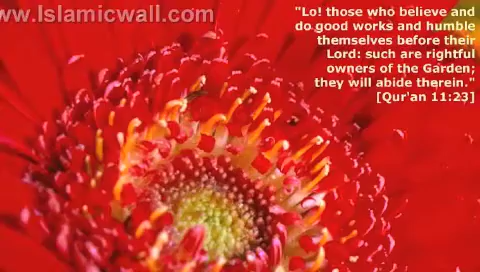 www.Islamicwall.com
"Lo! those who believe and
do good works and humble
themselves before their
Lord: such are rightful
owners of the Garden;
they will abide therein."
[Qur'an 11:23]